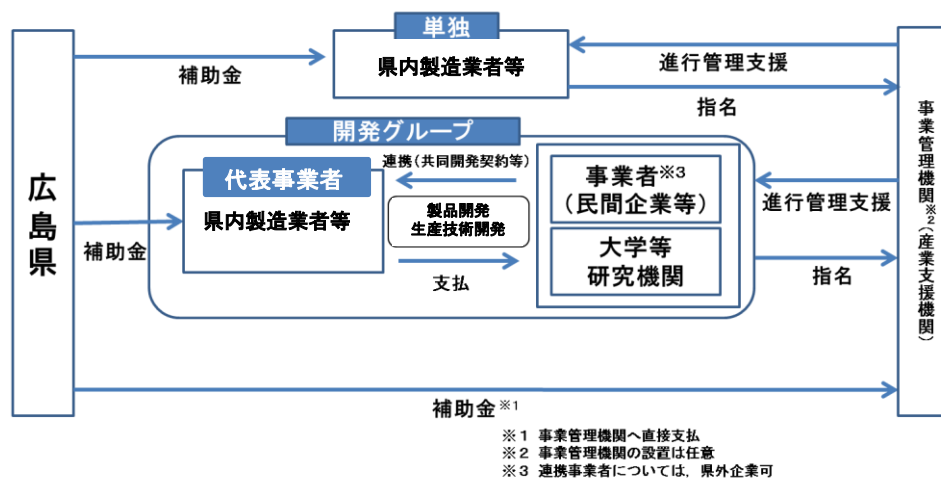 単独
県内製造業者等
補助金
進行管理支援
指名
広島県
開発グループ
代表事業者
県内製造業者等
連携(共同開発契約等)
製品開発
生産技術開発
支払
事業者※3
(民間企業等)
大学等
研究機関
補助金
進行管理支援
指名
事業管理機関※2(産業支援機関)
補助金※1
※1 事業管理機関へ直接支払
※2 事業管理機関の設置は任意
※3 連携事業者については,県外企業可